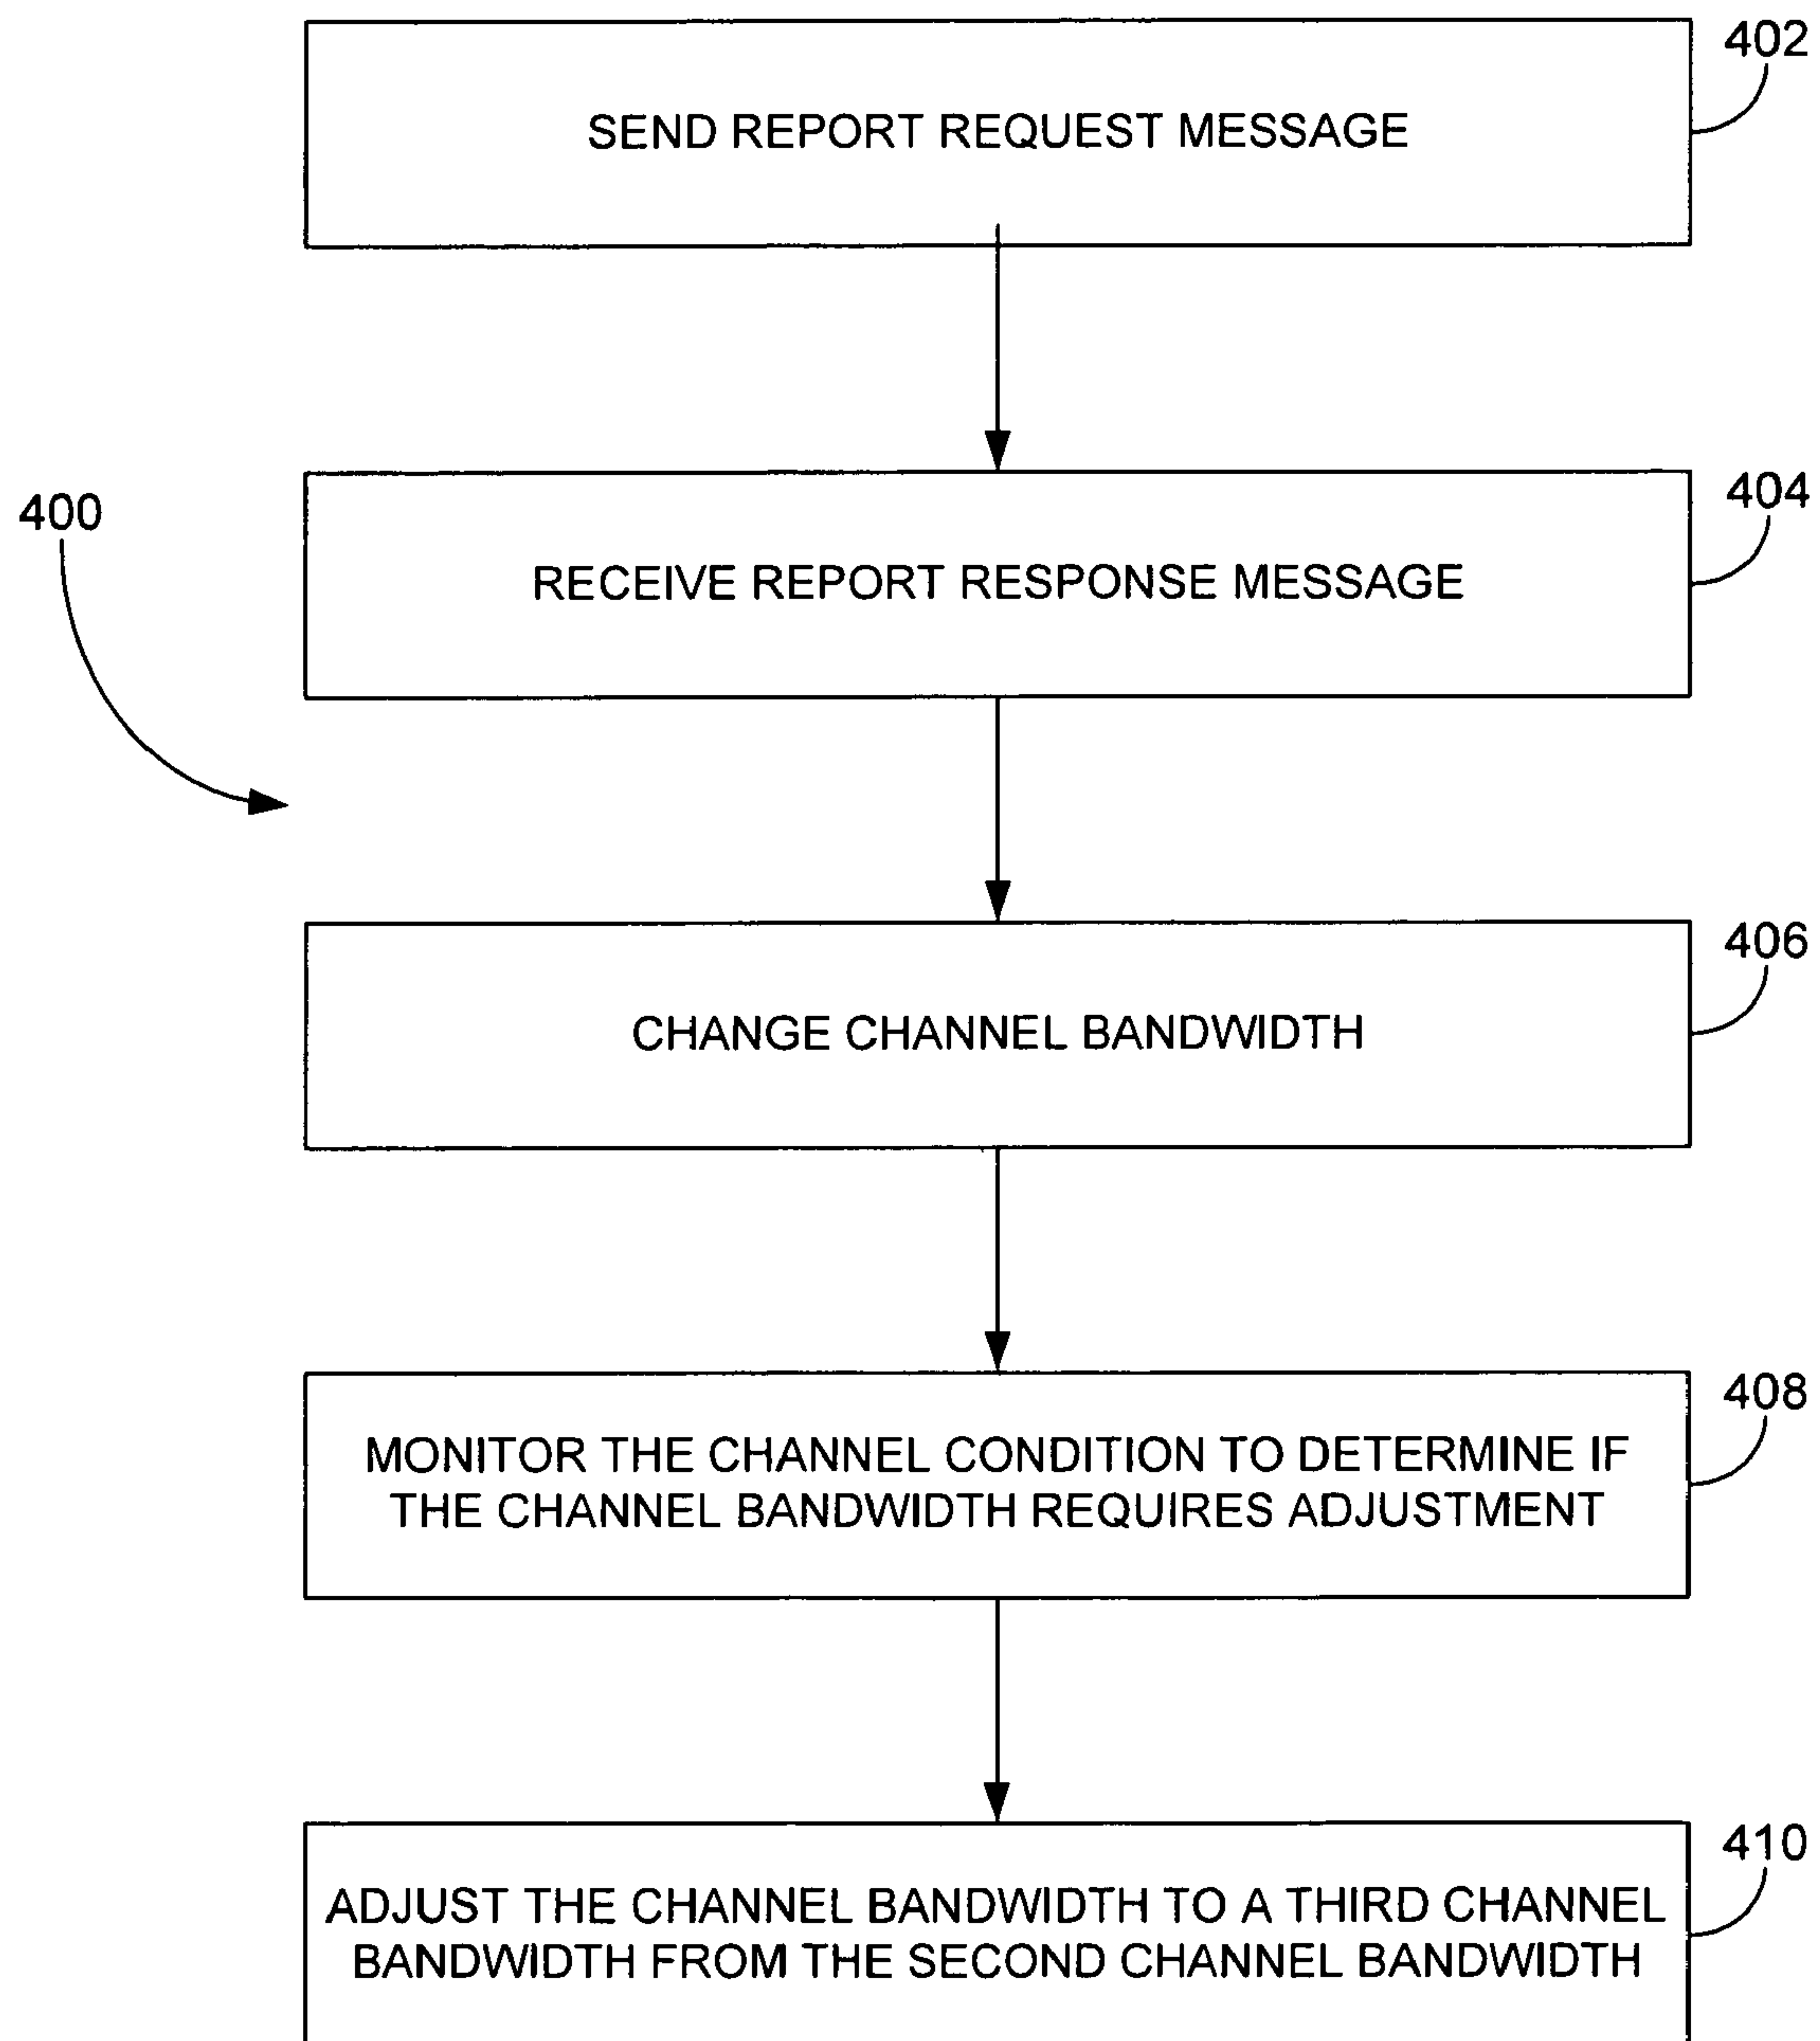 402
SEND REPORT REQUEST MESSAGE
404
400
RECEIVE REPORT RESPONSE MESSAGE
406
CHANGE CHANNEL BANDWIDTH
408
MONITOR THE CHANNEL CONDITION TO DETERMINE IF
THE CHANNEL BANDWIDTH REQUIRES ADJUSTMENT
410
ADJUST THE CHANNEL BANDWIDTH TO A THIRD CHANNEL
BANDWIDTH FROM THE SECOND CHANNEL BANDWIDTH